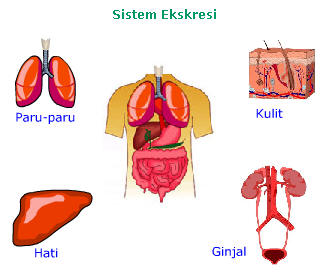 Sistem Ekskresi
Paru-paru
Kulit
Hati
Ginjal